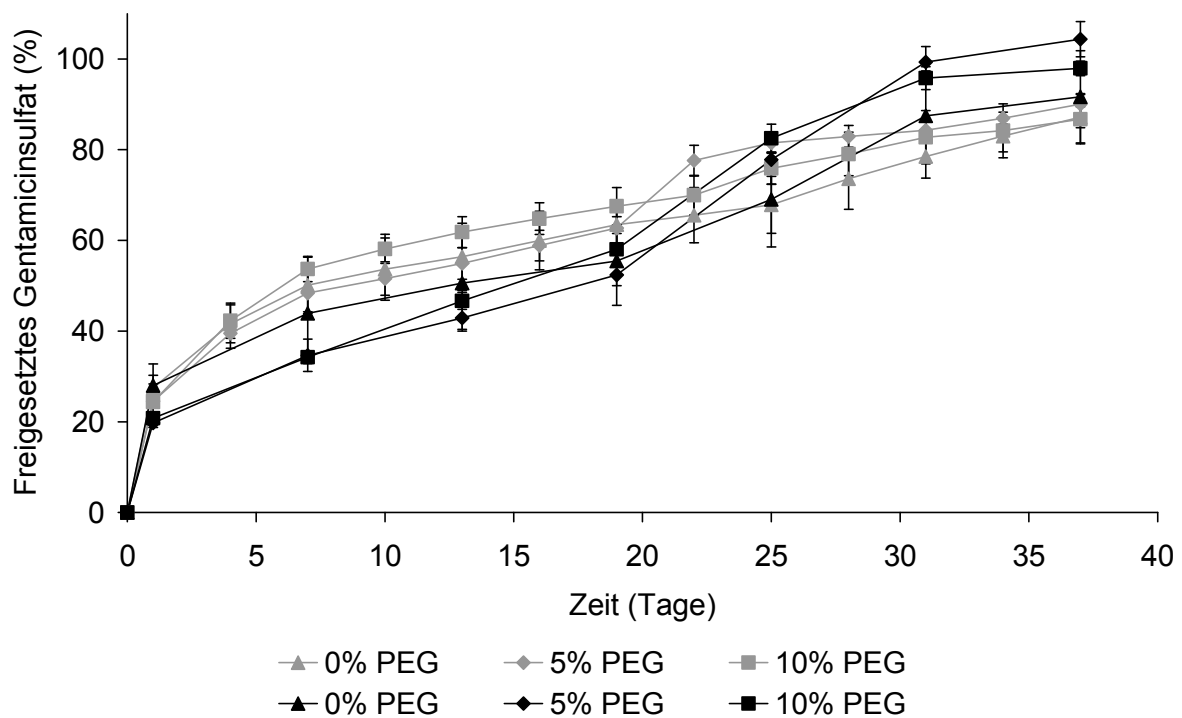 Freigesetztes Gentamicinsulfat (%)
100
80
60
40
20
0
0 5 10 15 20 25 30 35 40
Zeit (Tage)
0% PEG 5% PEG 10% PEG
0% PEG 5% PEG 10% PEG